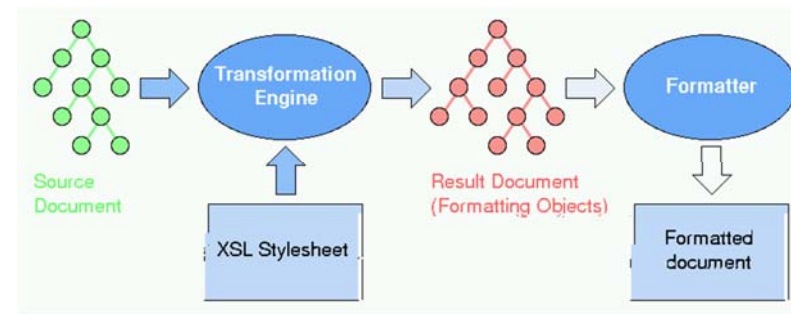 Transformation
Engine
Formatter
Source
Document
Result Document
(Formatting Objects)
XSL Stylesheet
Formatted
document